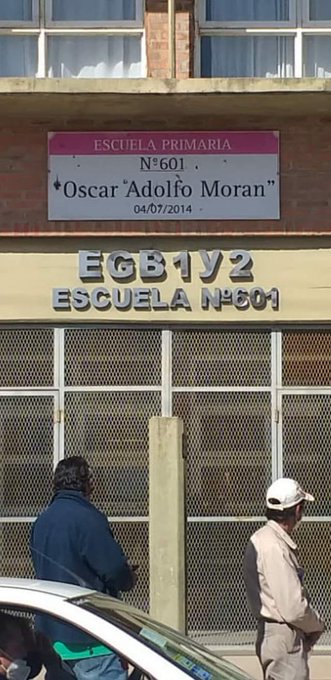 ESCUELA PRIMARIA
Nº601
"Oscar Adolfo Moran"
04/07/2014
EGB1y2
ESCUELA Nº601